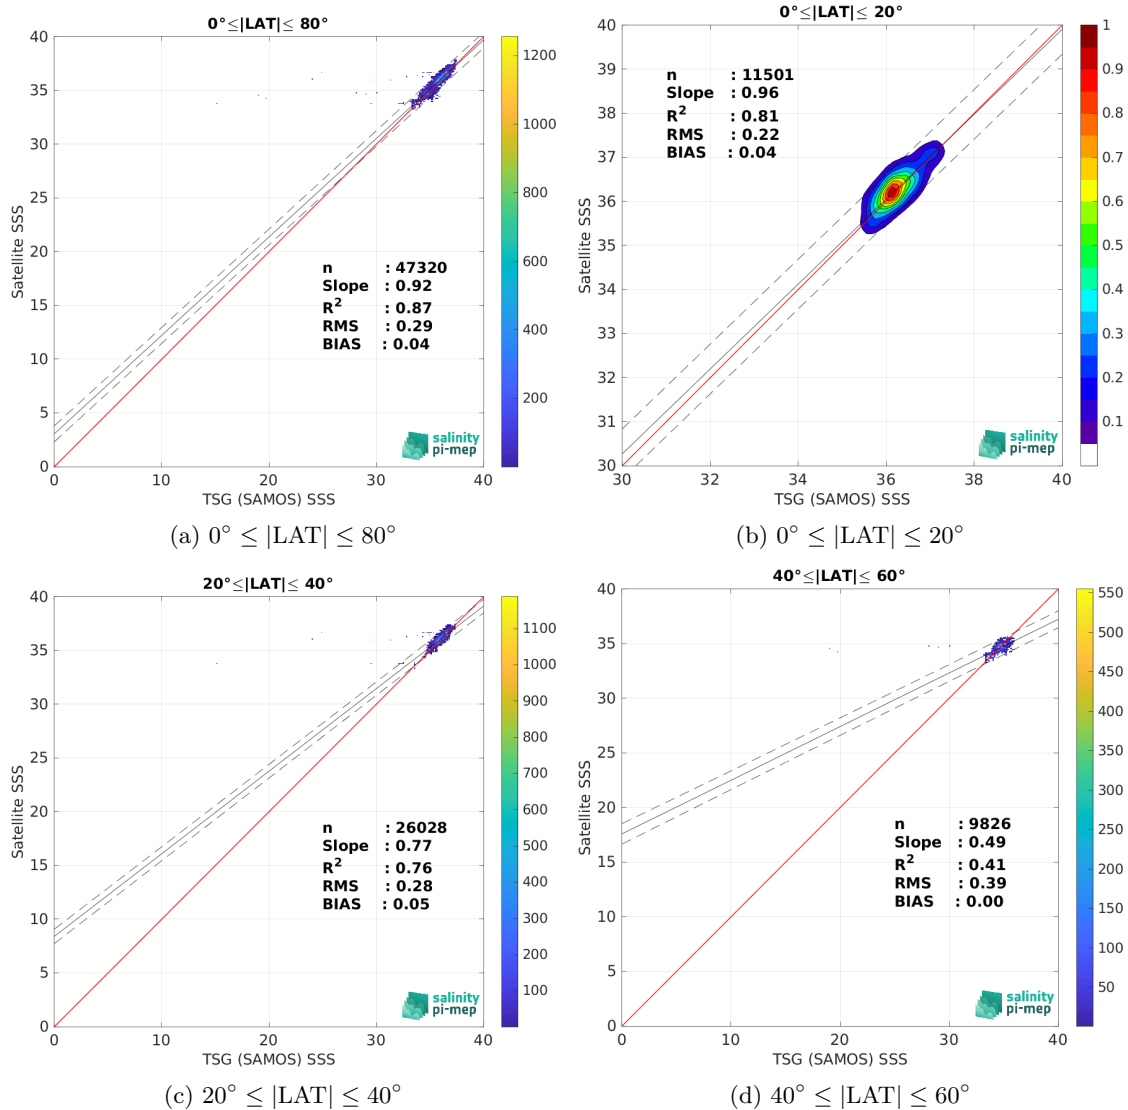 0°≤|LAT|≤ 80°
40
35
30
25
20
15
10
5
0
Satellite SSS
n : 47320
Slope : 0.92
R² : 0.87
RMS : 0.29
BIAS : 0.04
salinity
pi-mep
0 10 20 30 40
TSG (SAMOS) SSS
1200
1000
800
600
400
200
(a) 0° ≤ |LAT| ≤ 80°
0°≤|LAT|≤ 20°
40
39
38
37
36
35
34
33
32
31
30
Satellite SSS
n : 11501
Slope : 0.96
R² : 0.81
RMS : 0.22
BIAS : 0.04
salinity
pi-mep
30 32 34 36 38 40
TSG (SAMOS) SSS
1
0.9
0.8
0.7
0.6
0.5
0.4
0.3
0.2
0.1
(b) 0° ≤ |LAT| ≤ 20°
20°≤|LAT|≤ 40°
40
35
30
25
20
15
10
5
0
Satellite SSS
n : 26028
Slope : 0.77
R² : 0.76
RMS : 0.28
BIAS : 0.05
salinity
pi-mep
0 10 20 30 40
TSG (SAMOS) SSS
1100
1000
900
800
700
600
500
400
300
200
100
(c) 20° ≤ |LAT| ≤ 40°
40°≤|LAT|≤ 60°
40
35
30
25
20
15
10
5
0
Satellite SSS
n : 9826
Slope : 0.49
R² : 0.41
RMS : 0.39
BIAS : 0.00
salinity
pi-mep
0 10 20 30 40
TSG (SAMOS) SSS
550
500
450
400
350
300
250
200
150
100
50
(d) 40° ≤ |LAT| ≤ 60°